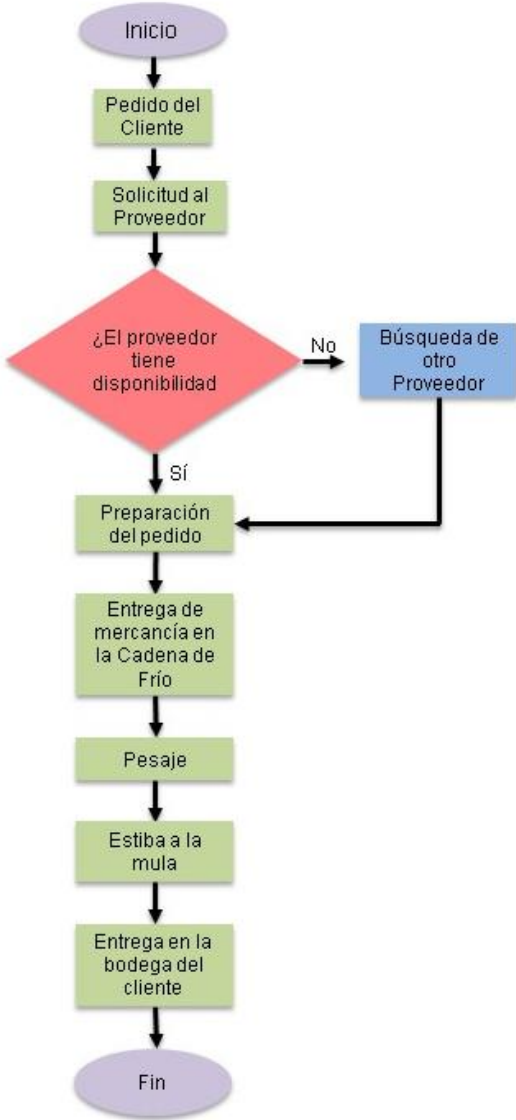 Inicio
Pedido del
Cliente
Solicitud al
Proveedor
¿El proveedor
tiene
disponibilidad
No
Búsqueda de
otro
Proveedor
Sí
Preparación
del pedido
Entrega de
mercancía en
la Cadena de
Frío
Pesaje
Estiba a la
mula
Entrega en la
bodega del
cliente
Fin